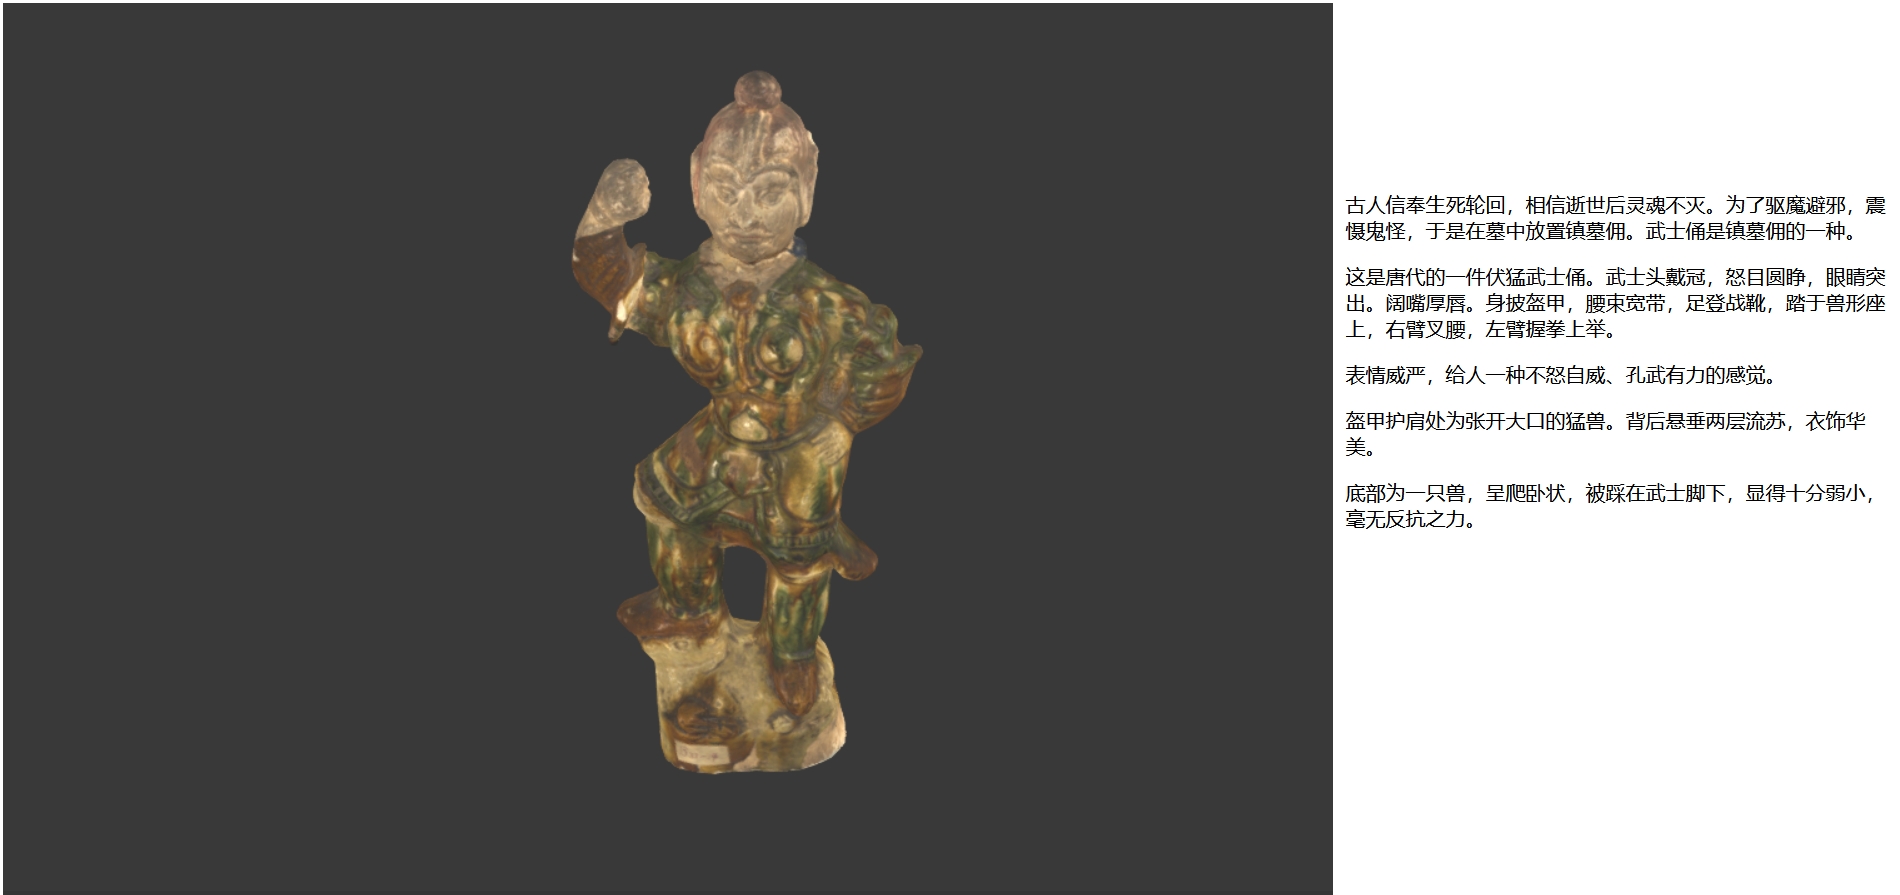 古人信奉生死轮回，相信逝世后灵魂不灭。为了驱魔避邪，震
慑鬼怪，于是在墓中放置镇墓俑。武士俑是镇墓俑的一种。
这是唐代的一件伏猛武士俑。武士头戴冠，怒目圆睁，眼睛突
出。阔嘴厚唇。身披盔甲，腰束宽带，足登战靴，踏于兽形座
上，右臂叉腰，左臂握拳上举。
表情威严，给人一种不怒自威、孔武有力的感觉。
盔甲护肩处为张开大口的猛兽。背后悬垂两层流苏，衣饰华
美。
底部为一只兽，呈爬卧状，被踩在武士脚下，显得十分弱小，
毫无反抗之力。